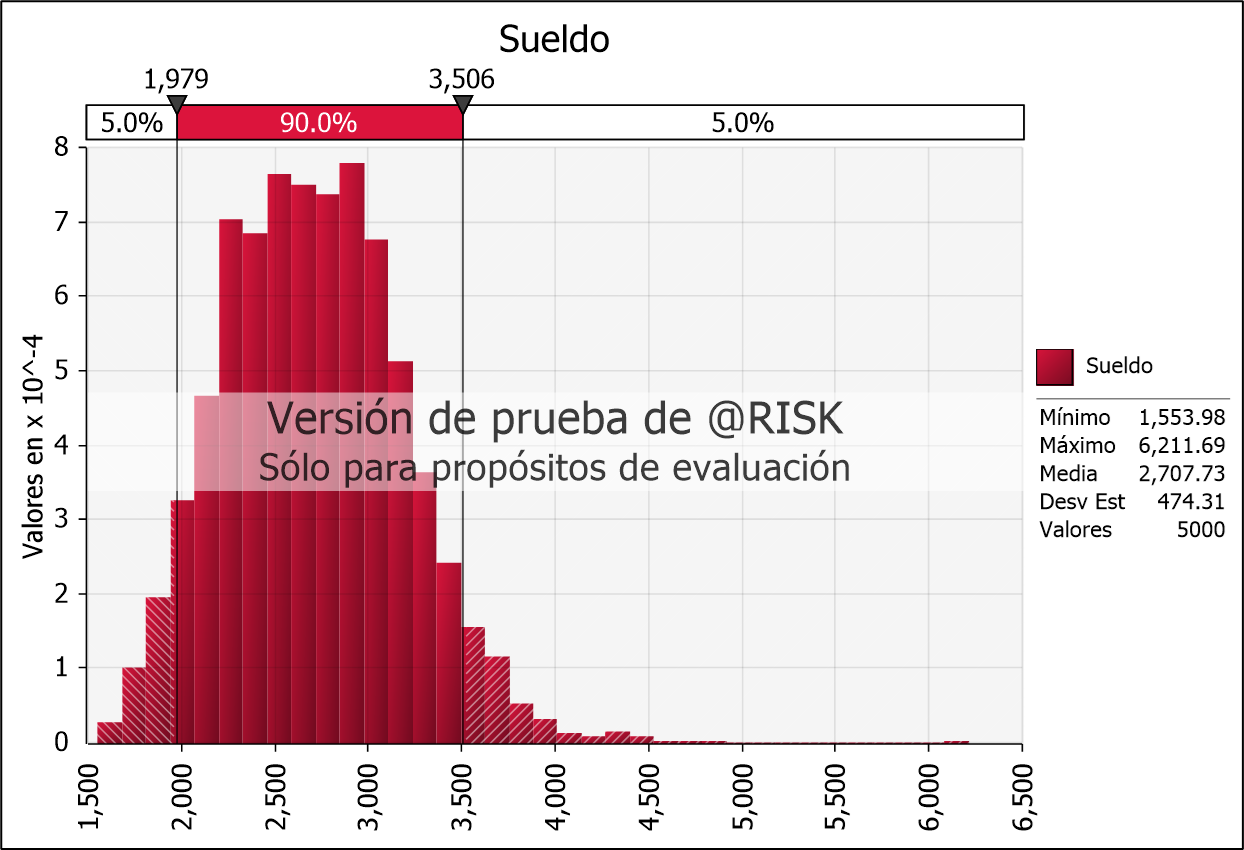 Sueldo
1,979 3,506
5.0% 90.0% 5.0%
8
7
6
5
4
3
2
1
0
Valores en x 10^-4
Versión de prueba de @RISK
Sólo para propósitos de evaluación
1,500 2,000 2,500 3,000 3,500 4,000 4,500 5,000 5,500 6,000 6,500
Sueldo
Mínimo 1,553.98
Máximo 6,211.69
Media 2,707.73
Desv Est 474.31
Valores 5000